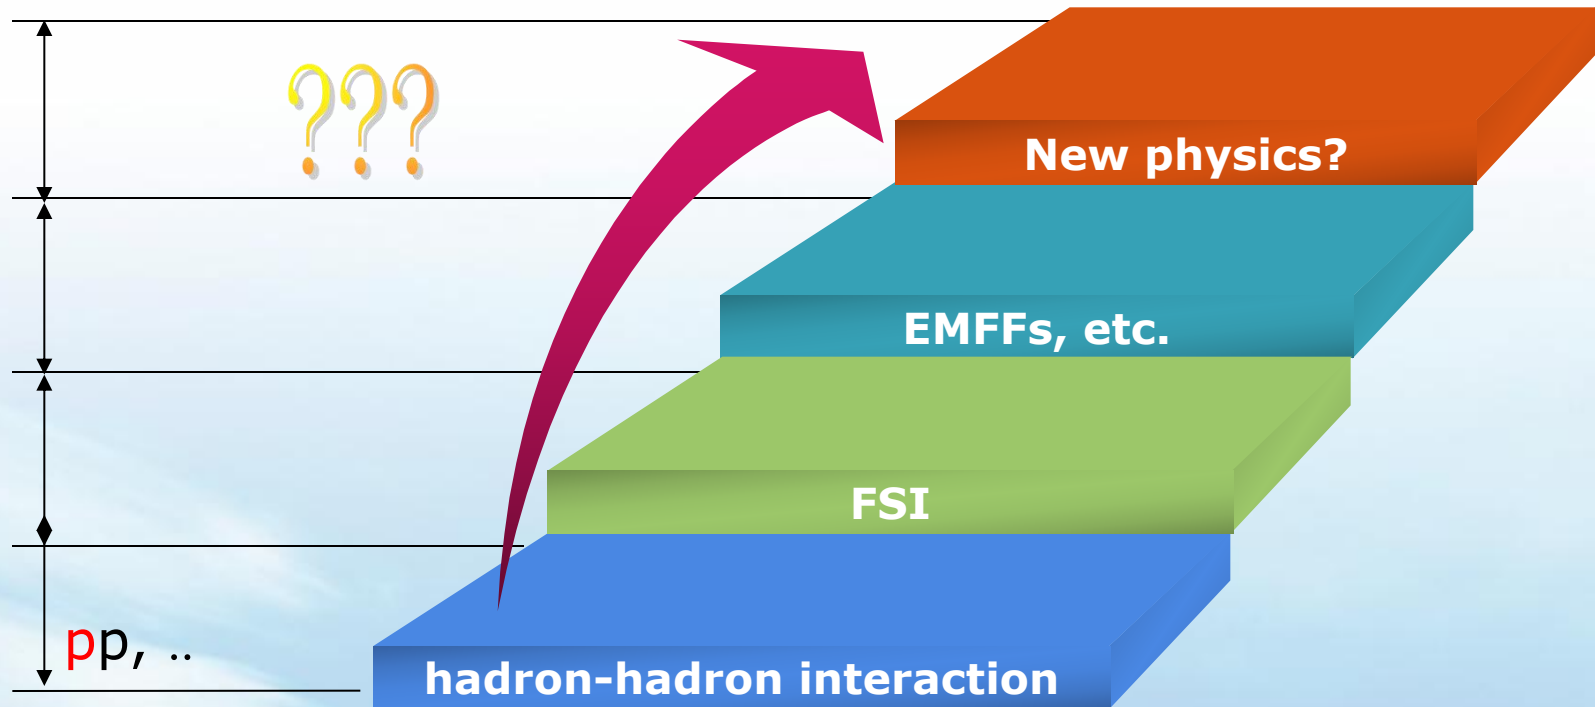 ???
New physics?
EMFFs, etc.
FSI
pp, ..
hadron-hadron interaction